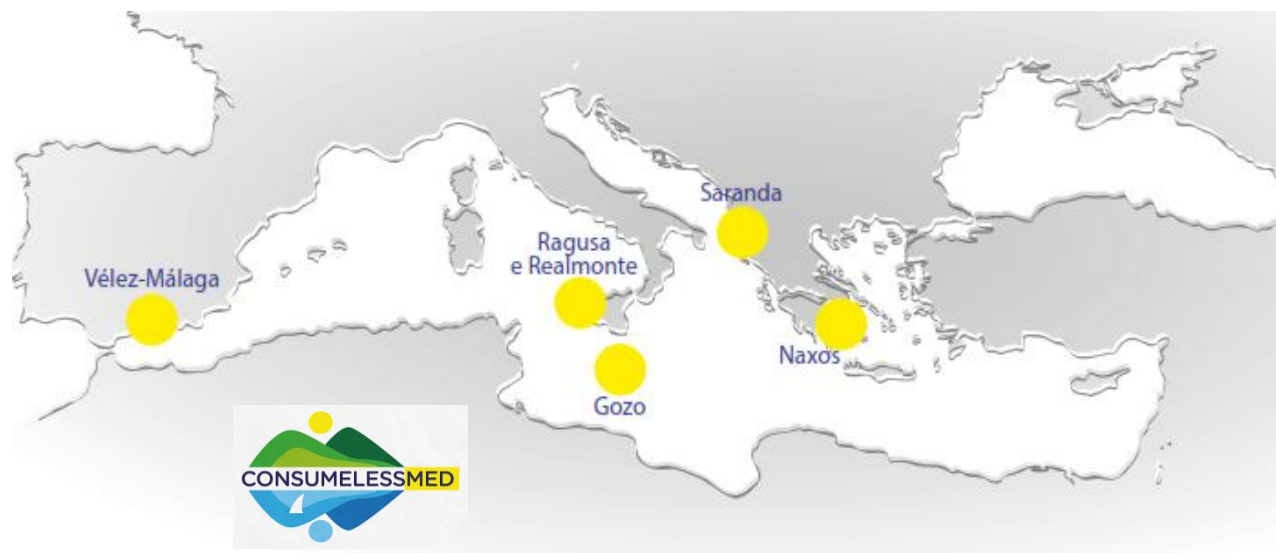 Saranda
Ragusa
e Realmonte
Vélez-Málaga
Naxos
Gozo
CONSUMELESSMED